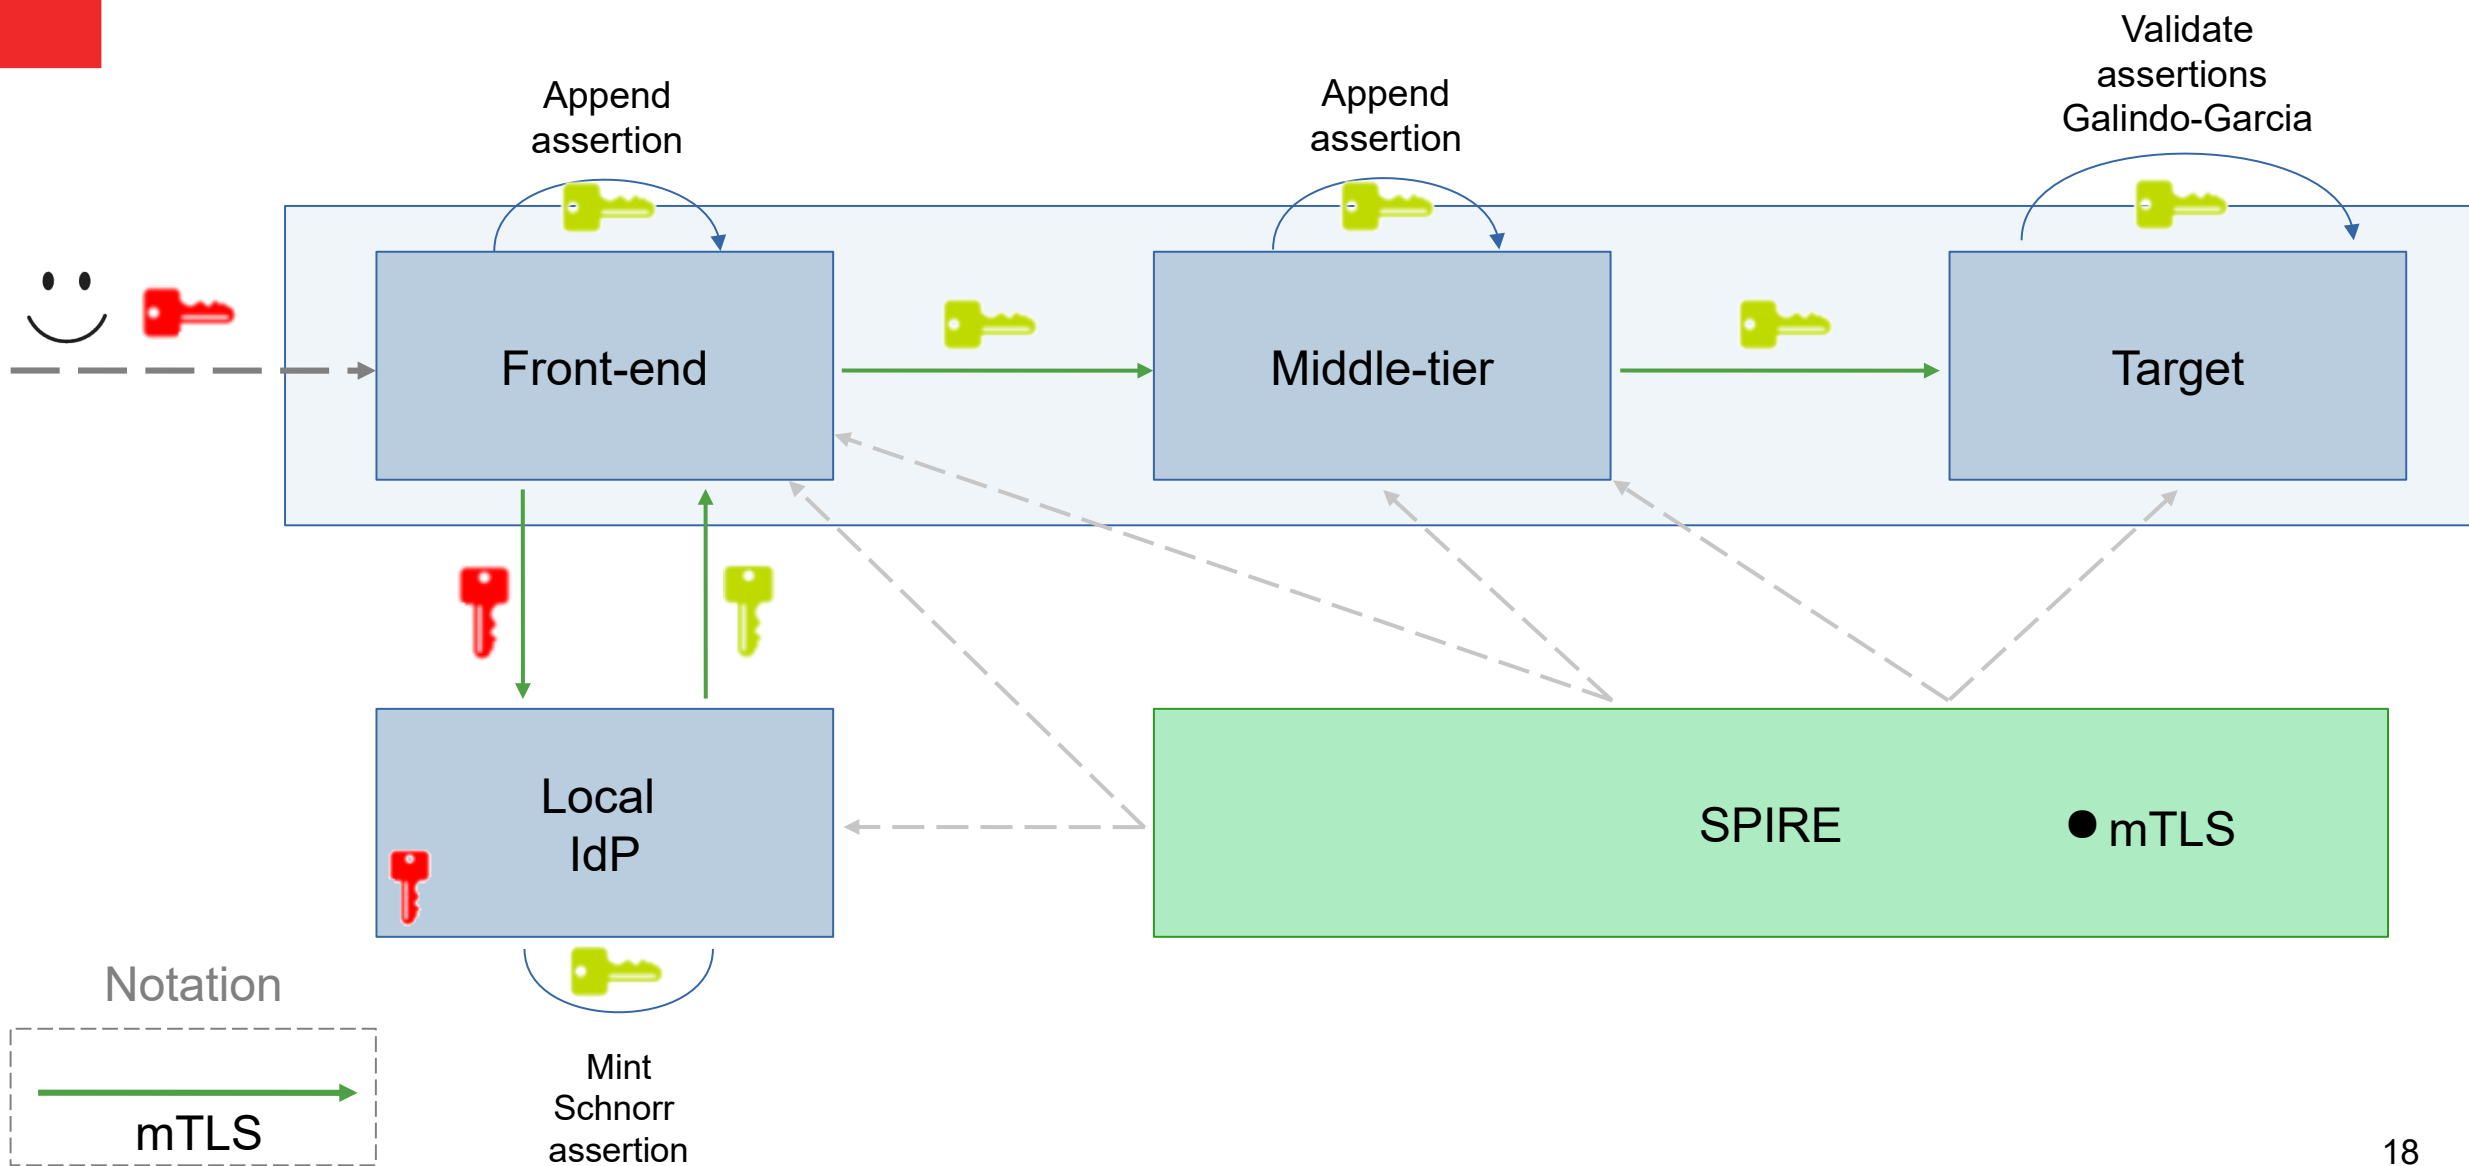 Append
assertion
Append
assertion
Validate
assertions
Galindo-Garcia
Front-end
Middle-tier
Target
Local
IdP
SPIRE
● mTLS
Notation
mTLS
Mint
Schnorr
assertion
18